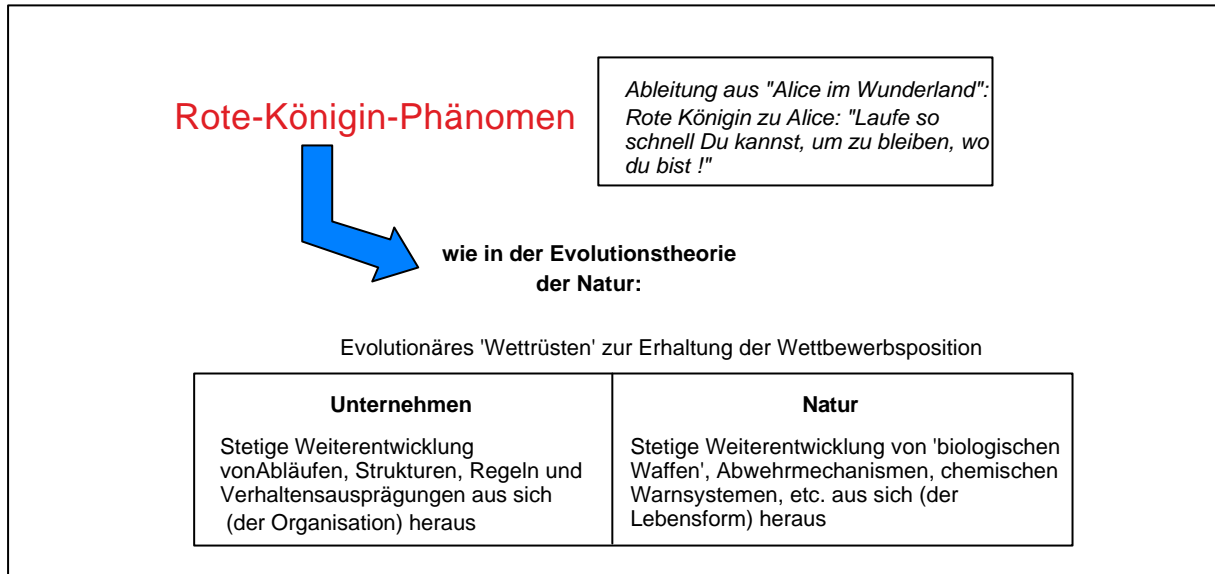 Rote-Königin-Phänomen
Ableitung aus "Alice im Wunderland":
Rote Königin zu Alice: "Laufe so
schnell Du kannst, um zu bleiben, wo
du bist !"
wie in der Evolutionstheorie
der Natur:
Evolutionäres 'Wettrüsten' zur Erhaltung der Wettbewerbsposition
Unternehmen
Stetige Weiterentwicklung
vonAbläufen, Strukturen, Regeln und
Verhaltensausprägungen aus sich
(der Organisation) heraus
Natur
Stetige Weiterentwicklung von 'biologischen
Waffen', Abwehrmechanismen, chemischen
Warnsystemen, etc. aus sich (der
Lebensform) heraus